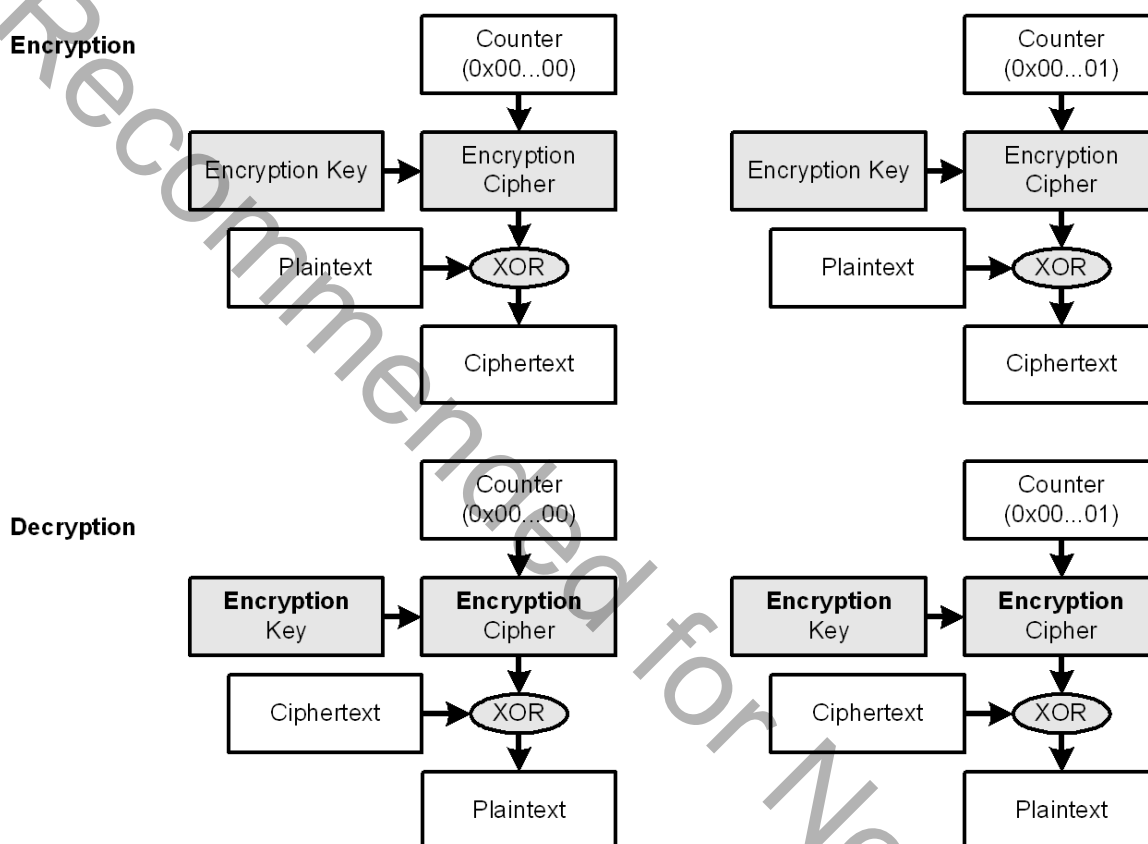 Encryption
Counter
(0x00...00)
Counter
(0x00...01)
Encryption Key
Encryption
Cipher
Encryption Key
Encryption
Cipher
Plaintext
XOR
Plaintext
XOR
Ciphertext
Ciphertext
Decryption
Counter
(0x00...00)
Counter
(0x00...01)
Encryption
Key
Encryption
Cipher
Encryption
Key
Encryption
Cipher
Ciphertext
XOR
Ciphertext
XOR
Plaintext
Plaintext
Recommended for